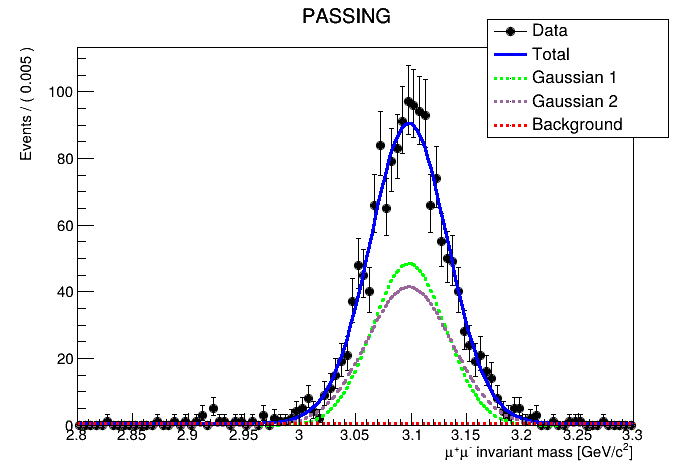 PASSING
Data
Total
Gaussian 1
Gaussian 2
Background
Events / ( 0.005 )
100
80
60
40
20
0
2.8 2.85 2.9 2.95 3 3.05 3.1 3.15 3.2 3.25 3.3
μ⁺μ⁻ invariant mass [GeV/c²]